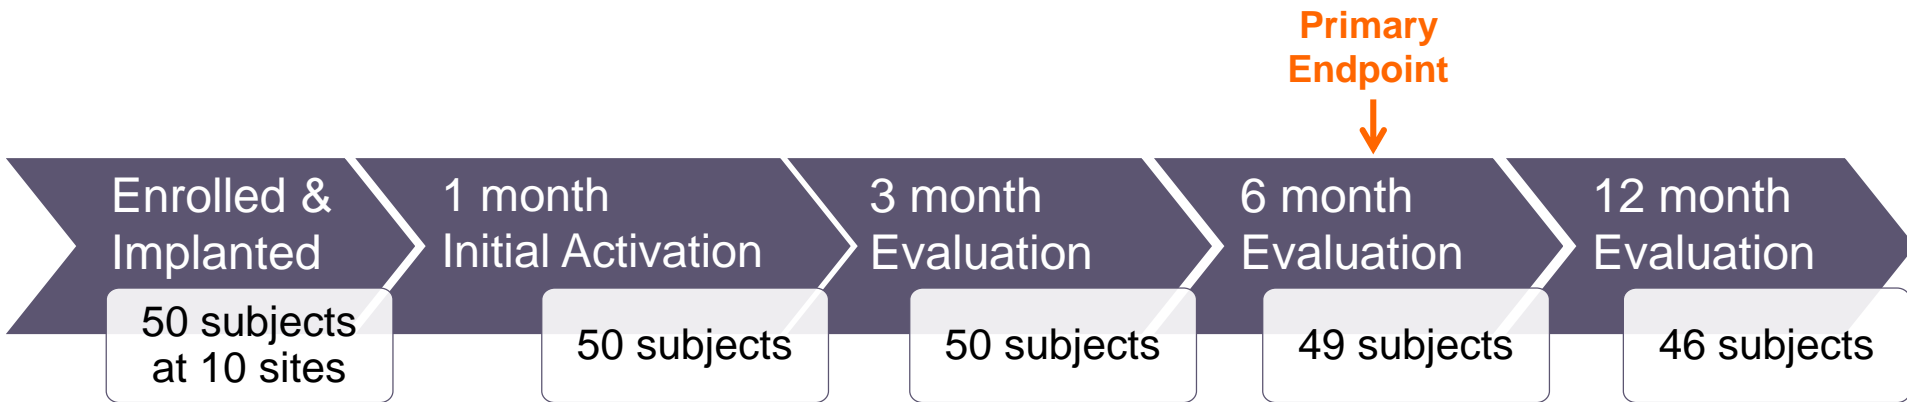 Primary
Endpoint
Enrolled &
Implanted
50 subjects
at 10 sites
1 month
Initial Activation
50 subjects
3 month
Evaluation
50 subjects
6 month
Evaluation
49 subjects
12 month
Evaluation
46 subjects